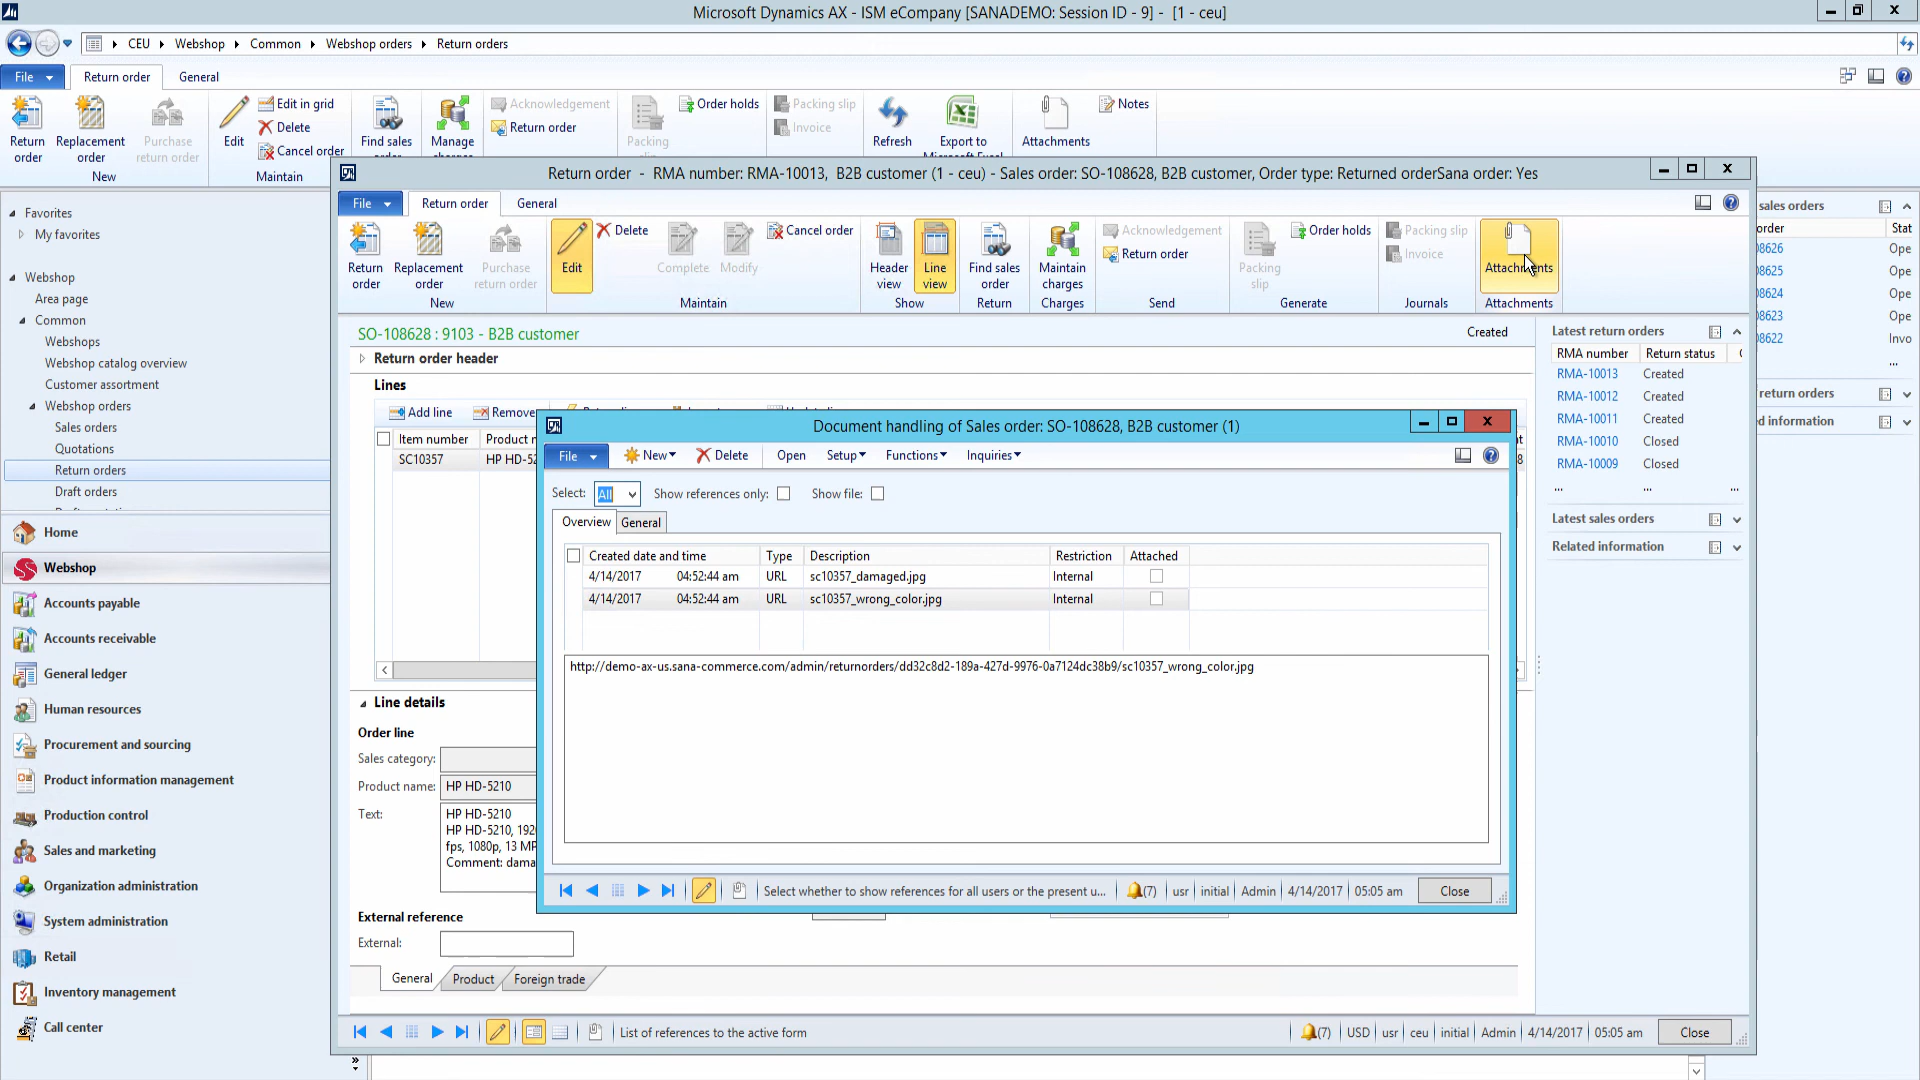 Microsoft Dynamics AX - ISM eCompany [SANADEMO: Session ID - 9] - [1 - ceu]
CEU Webshop Common Webshop orders Return orders
File Return order General
Return order
Replacement order
Purchase return order
New
Edit
Edit in grid
Delete
Cancel order
Maintain
Find sales
Manage
Acknowledgement
Return order
Packing
Order holds
Packing slip
Invoice
Refresh
Export to
Attachments
Notes
Favorites
My favorites
Webshop
Area page
Common
Webshops
Webshop catalog overview
Customer assortment
Webshop orders
Sales orders
Quotations
Return orders
Draft orders
Home
Webshop
Accounts payable
Accounts receivable
General ledger
Human resources
Procurement and sourcing
Product information management
Production control
Sales and marketing
Organization administration
System administration
Retail
Inventory management
Call center
Return order - RMA number: RMA-10013, B2B customer (1 - ceu) - Sales order: SO-108628, B2B customer, Order type: Returned orderSana order: Yes
File Return order General
Return order
Replacement order
Purchase return order
New
Edit
Delete
Complete
Modify
Cancel order
Maintain
Header view
Line view
Show
Find sales order
Return
Maintain charges
Charges
Acknowledgement
Return order
Send
Packing slip
Order holds
Generate
Packing slip
Invoice
Journals
Attachments
Attachments
SO-108628 : 9103 - B2B customer
Created
Return order header
Lines
Add line Remove
Item number Product n
SC10357 HP HD-52
Line details
Order line
Sales category:
Product name: HP HD-5210
Text: HP HD-5210
HP HD-5210, 192
fps, 1080p, 13 MP
Comment: dama
External reference
External:
General Product Foreign trade
List of references to the active form
(7) USD usr ceu initial Admin 4/14/2017 05:05 am Close
Latest return orders
RMA number Return status
RMA-10013 Created
RMA-10012 Created
RMA-10011 Created
RMA-10010 Closed
RMA-10009 Closed
... ... ...
Latest sales orders
Related information
sales orders
order Stat
8626 Ope
8625 Ope
8624 Ope
8623 Ope
8622 Invo
...
return orders
d information
Document handling of Sales order: SO-108628, B2B customer (1)
File New Delete Open Setup Functions Inquiries
Select: All Show references only: Show file:
Overview General
Created date and time Type Description Restriction Attached
4/14/2017 04:52:44 am URL sc10357_damaged.jpg Internal
4/14/2017 04:52:44 am URL sc10357_wrong_color.jpg Internal
http://demo-ax-us.sana-commerce.com/admin/returnorders/dd32c8d2-189a-427d-9976-0a7124dc38b9/sc10357_wrong_color.jpg
Select whether to show references for all users or the present u... (7) usr initial Admin 4/14/2017 05:05 am Close